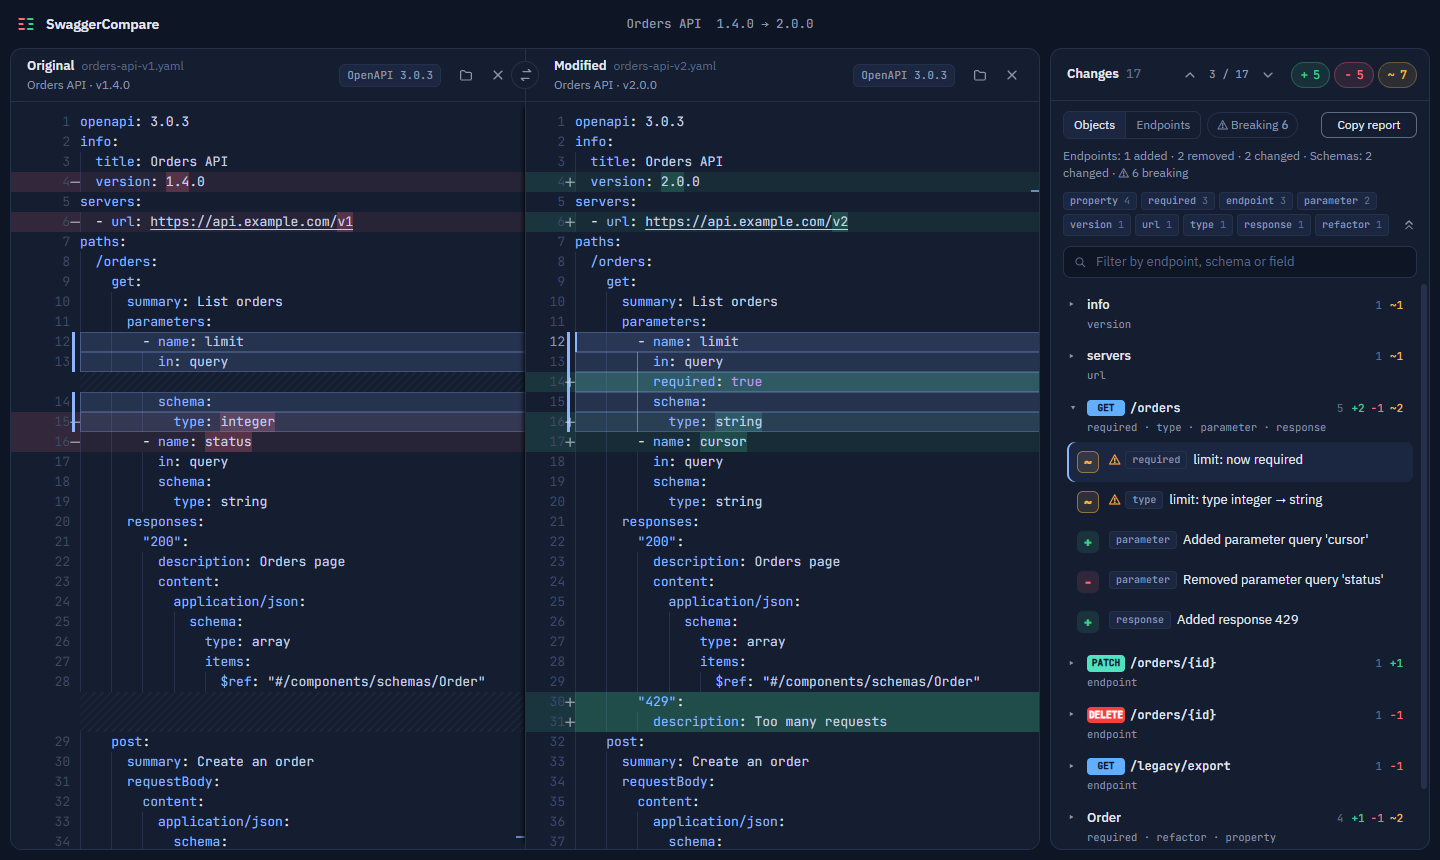 SwaggerCompare
Orders API 1.4.0 → 2.0.0
Original orders-api-v1.yaml
Orders API · v1.4.0
OpenAPI 3.0.3
1 openapi: 3.0.3
2 info:
3 title: Orders API
4− version: 1.4.0
5 servers:
6− - url: https://api.example.com/v1
7 paths:
8 /orders:
9 get:
10 summary: List orders
11 parameters:
12 - name: limit
13 in: query
14 schema:
15− type: integer
16− - name: status
17 in: query
18 schema:
19 type: string
20 responses:
21 "200":
22 description: Orders page
23 content:
24 application/json:
25 schema:
26 type: array
27 items:
28 $ref: "#/components/schemas/Order"
29 post:
30 summary: Create an order
31 requestBody:
32 content:
33 application/json:
34 schema:
Modified orders-api-v2.yaml
Orders API · v2.0.0
OpenAPI 3.0.3
1 openapi: 3.0.3
2 info:
3 title: Orders API
4+ version: 2.0.0
5 servers:
6+ - url: https://api.example.com/v2
7 paths:
8 /orders:
9 get:
10 summary: List orders
11 parameters:
12 - name: limit
13 in: query
14+ required: true
15 schema:
16+ type: string
17+ - name: cursor
18 in: query
19 schema:
20 type: string
21 responses:
22 "200":
23 description: Orders page
24 content:
25 application/json:
26 schema:
27 type: array
28 items:
29 $ref: "#/components/schemas/Order"
30+ "429":
31+ description: Too many requests
32 post:
33 summary: Create an order
34 requestBody:
35 content:
36 application/json:
37 schema:
Changes 17
3 / 17
+ 5 - 5 ~ 7
Objects Endpoints ⚠ Breaking 6 Copy report
Endpoints: 1 added · 2 removed · 2 changed · Schemas: 2
changed · ⚠ 6 breaking
property 4 required 3 endpoint 3 parameter 2
version 1 url 1 type 1 response 1 refactor 1
Filter by endpoint, schema or field
info 1 ~1
version
servers 1 ~1
url
GET /orders 5 +2 -1 ~2
required · type · parameter · response
~ ⚠ required limit: now required
~ ⚠ type limit: type integer → string
+ parameter Added parameter query 'cursor'
- parameter Removed parameter query 'status'
+ response Added response 429
PATCH /orders/{id} 1 +1
endpoint
DELETE /orders/{id} 1 -1
endpoint
GET /legacy/export 1 -1
endpoint
Order 4 +1 -1 ~2
required · refactor · property